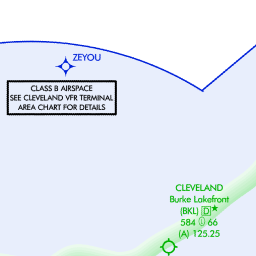 ZEYOU
CLASS B AIRSPACE
SEE CLEVELAND VFR TERMINAL
AREA CHART FOR DETAILS
CLEVELAND
Burke Lakefront
(BKL) D★
584 66
(A) 125.25